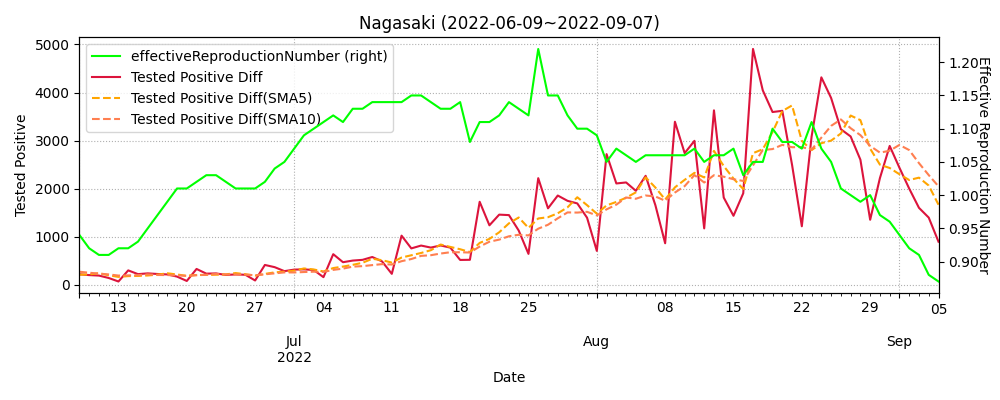 Nagasaki (2022-06-09~2022-09-07)
effectiveReproductionNumber (right)
Tested Positive Diff
Tested Positive Diff(SMA5)
Tested Positive Diff(SMA10)
Tested Positive
5000
4000
3000
2000
1000
0
1.20
1.15
1.10
1.05
1.00
0.95
0.90
Effective Reproduction Number
13 20 27 04 11 18 25 08 15 22 29 05
Jul Aug Sep
2022
Date